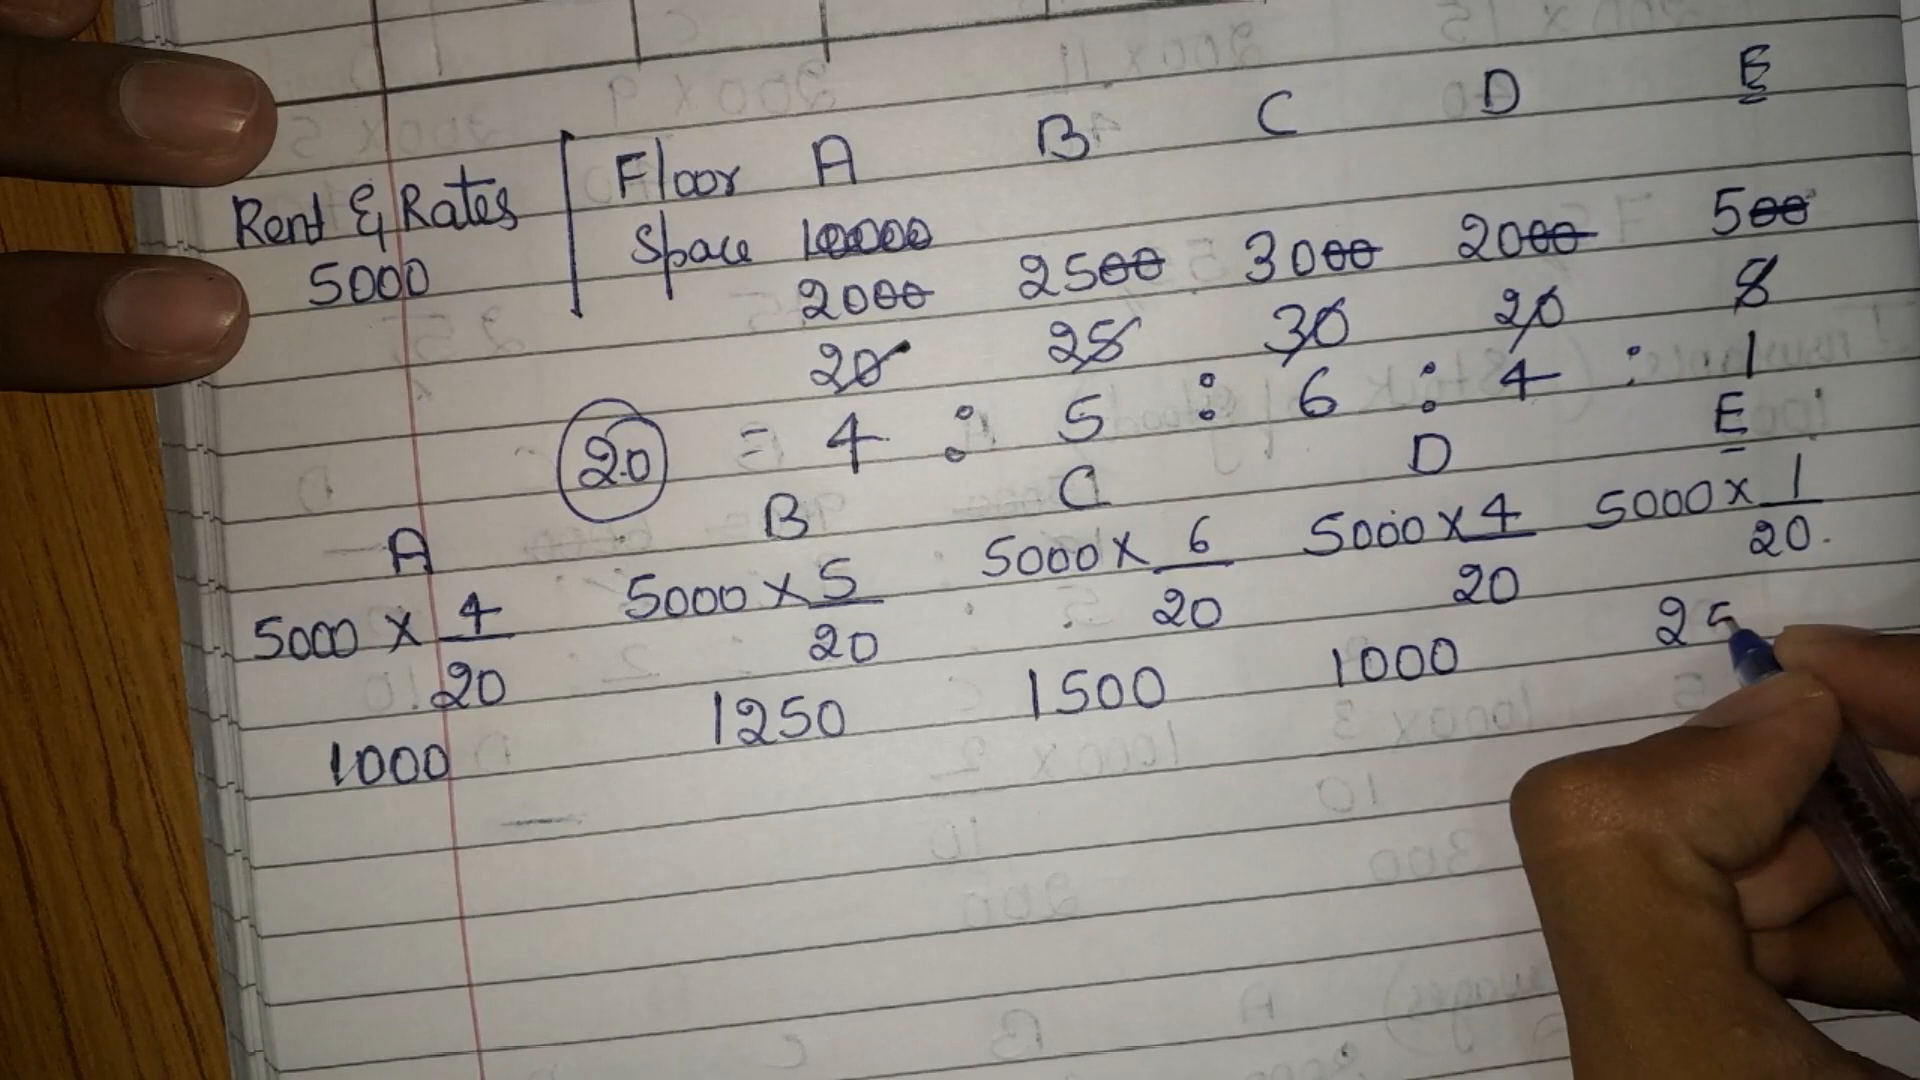 A B C D E
Rent & Rates Floor
5000 Space 10000
2000 2500 3000 2000 500
20 25 30 20 5
20 = 4 : 5 : 6 : 4 : 1
A B C D E
5000 × 4/20 5000 × 5/20 5000 × 6/20 5000 × 4/20 5000 × 1/20.
1000 1250 1500 1000 25